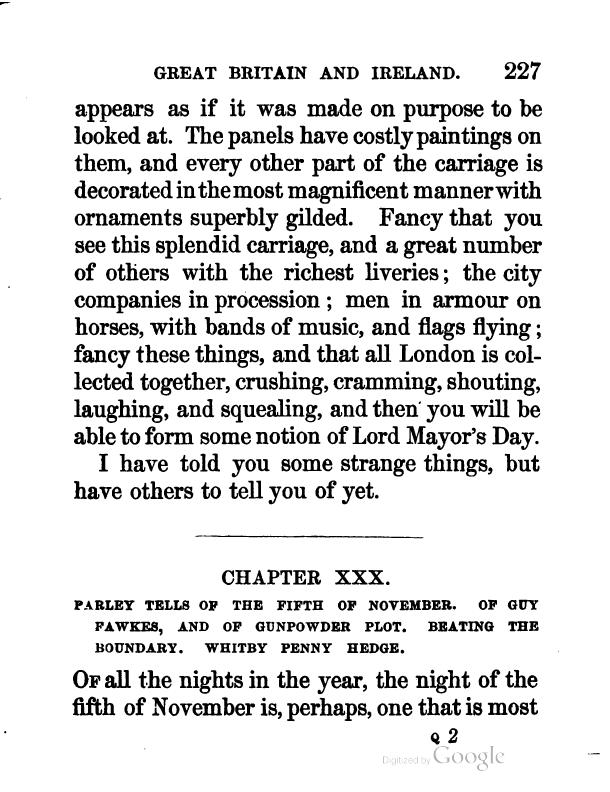 GREAT BRITAIN AND IRELAND. 227
appears as if it was made on purpose to be
looked at. The panels have costly paintings on
them, and every other part of the carriage is
decorated in the most magnificent manner with
ornaments superbly gilded. Fancy that you
see this splendid carriage, and a great number
of others with the richest liveries; the city
companies in procession; men in armour on
horses, with bands of music, and flags flying;
fancy these things, and that all London is col-
lected together, crushing, cramming, shouting,
laughing, and squealing, and then you will be
able to form some notion of Lord Mayor's Day.
I have told you some strange things, but
have others to tell you of yet.
CHAPTER XXX.
PARLEY TELLS OF THE FIFTH OF NOVEMBER. OF GUY
FAWKES, AND OF GUNPOWDER PLOT. BEATING THE
BOUNDARY. WHITBY PENNY HEDGE.
OF all the nights in the year, the night of the
fifth of November is, perhaps, one that is most
Q 2
Digitized by Google